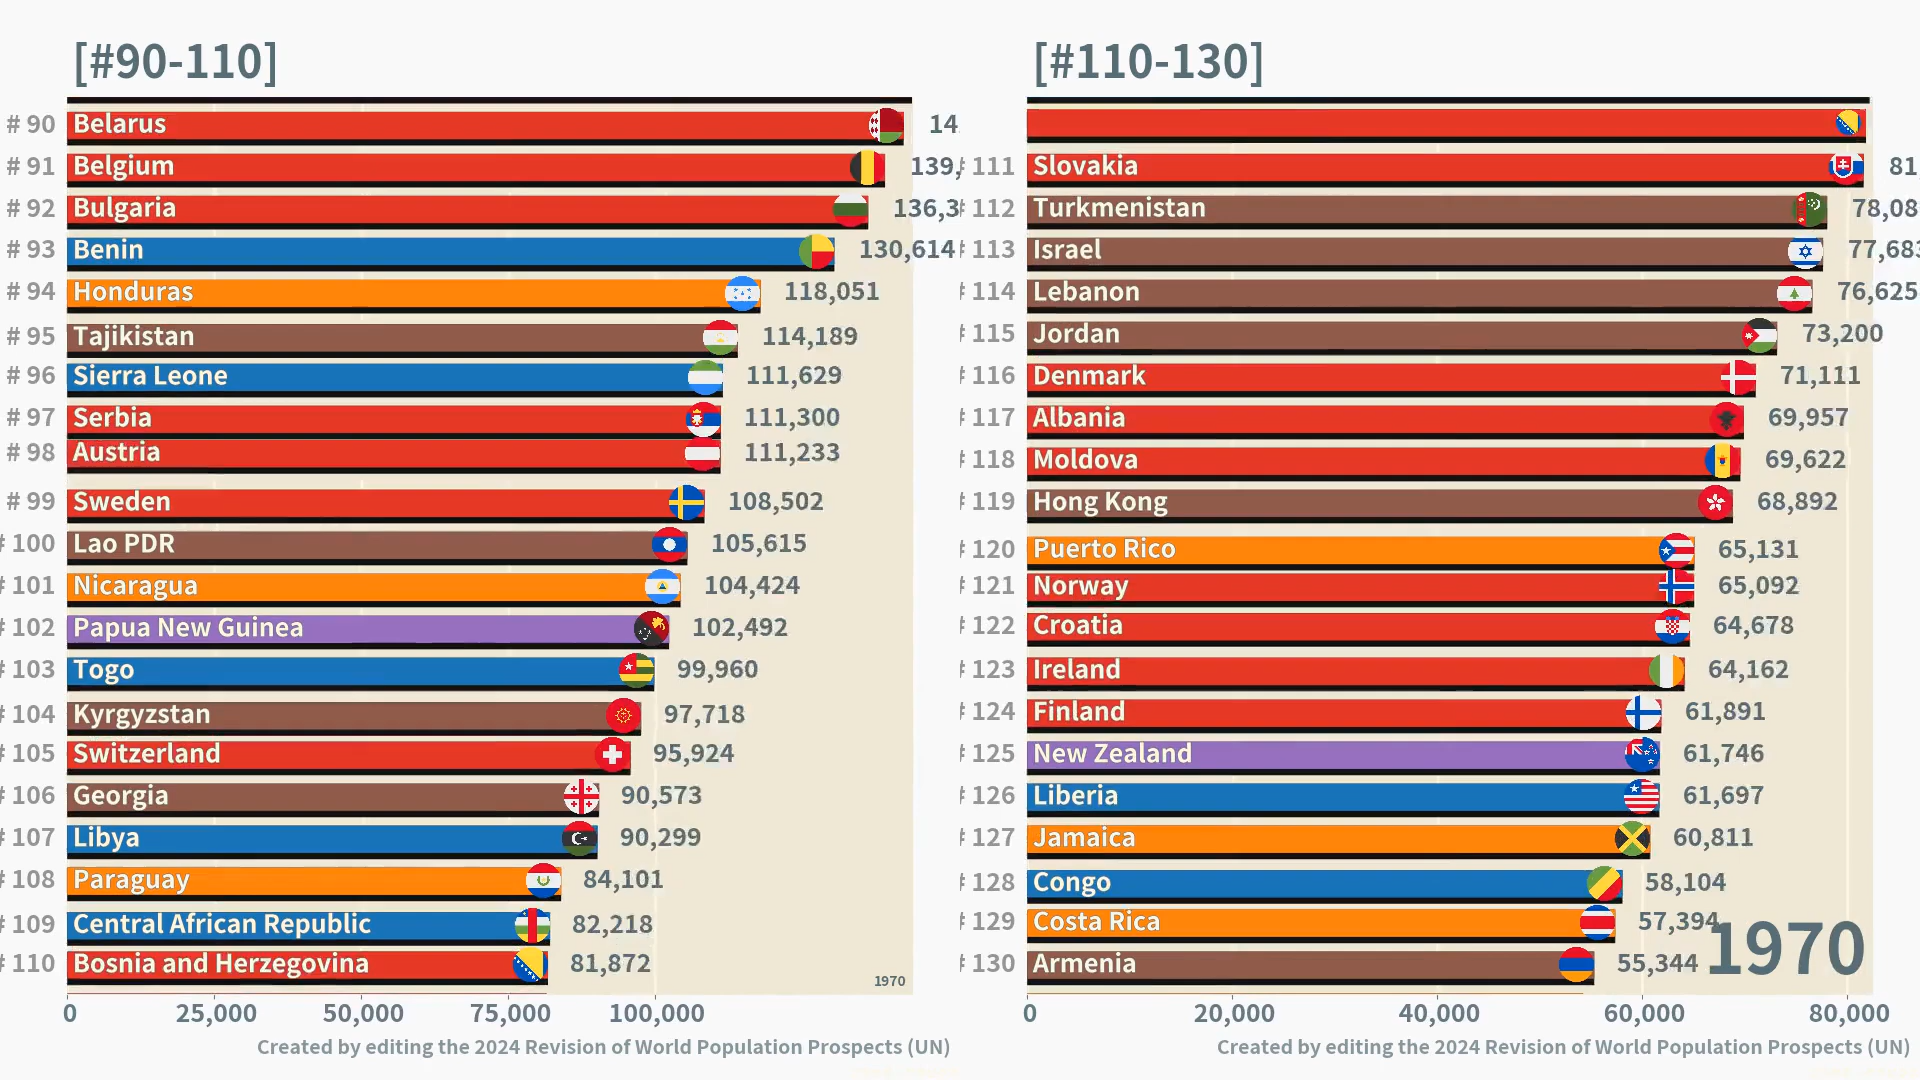 [#90-110]
# 90 Belarus 14
# 91 Belgium 139,
# 92 Bulgaria 136,3
# 93 Benin 130,614
# 94 Honduras 118,051
# 95 Tajikistan 114,189
# 96 Sierra Leone 111,629
# 97 Serbia 111,300
# 98 Austria 111,233
# 99 Sweden 108,502
# 100 Lao PDR 105,615
# 101 Nicaragua 104,424
# 102 Papua New Guinea 102,492
# 103 Togo 99,960
# 104 Kyrgyzstan 97,718
# 105 Switzerland 95,924
# 106 Georgia 90,573
# 107 Libya 90,299
# 108 Paraguay 84,101
# 109 Central African Republic 82,218
# 110 Bosnia and Herzegovina 81,872
1970
0 25,000 50,000 75,000 100,000
Created by editing the 2024 Revision of World Population Prospects (UN)
[#110-130]
# 111 Slovakia 81
# 112 Turkmenistan 78,08
# 113 Israel 77,683
# 114 Lebanon 76,625
# 115 Jordan 73,200
# 116 Denmark 71,111
# 117 Albania 69,957
# 118 Moldova 69,622
# 119 Hong Kong 68,892
# 120 Puerto Rico 65,131
# 121 Norway 65,092
# 122 Croatia 64,678
# 123 Ireland 64,162
# 124 Finland 61,891
# 125 New Zealand 61,746
# 126 Liberia 61,697
# 127 Jamaica 60,811
# 128 Congo 58,104
# 129 Costa Rica 57,394
# 130 Armenia 55,344
1970
0 20,000 40,000 60,000 80,000
Created by editing the 2024 Revision of World Population Prospects (UN)